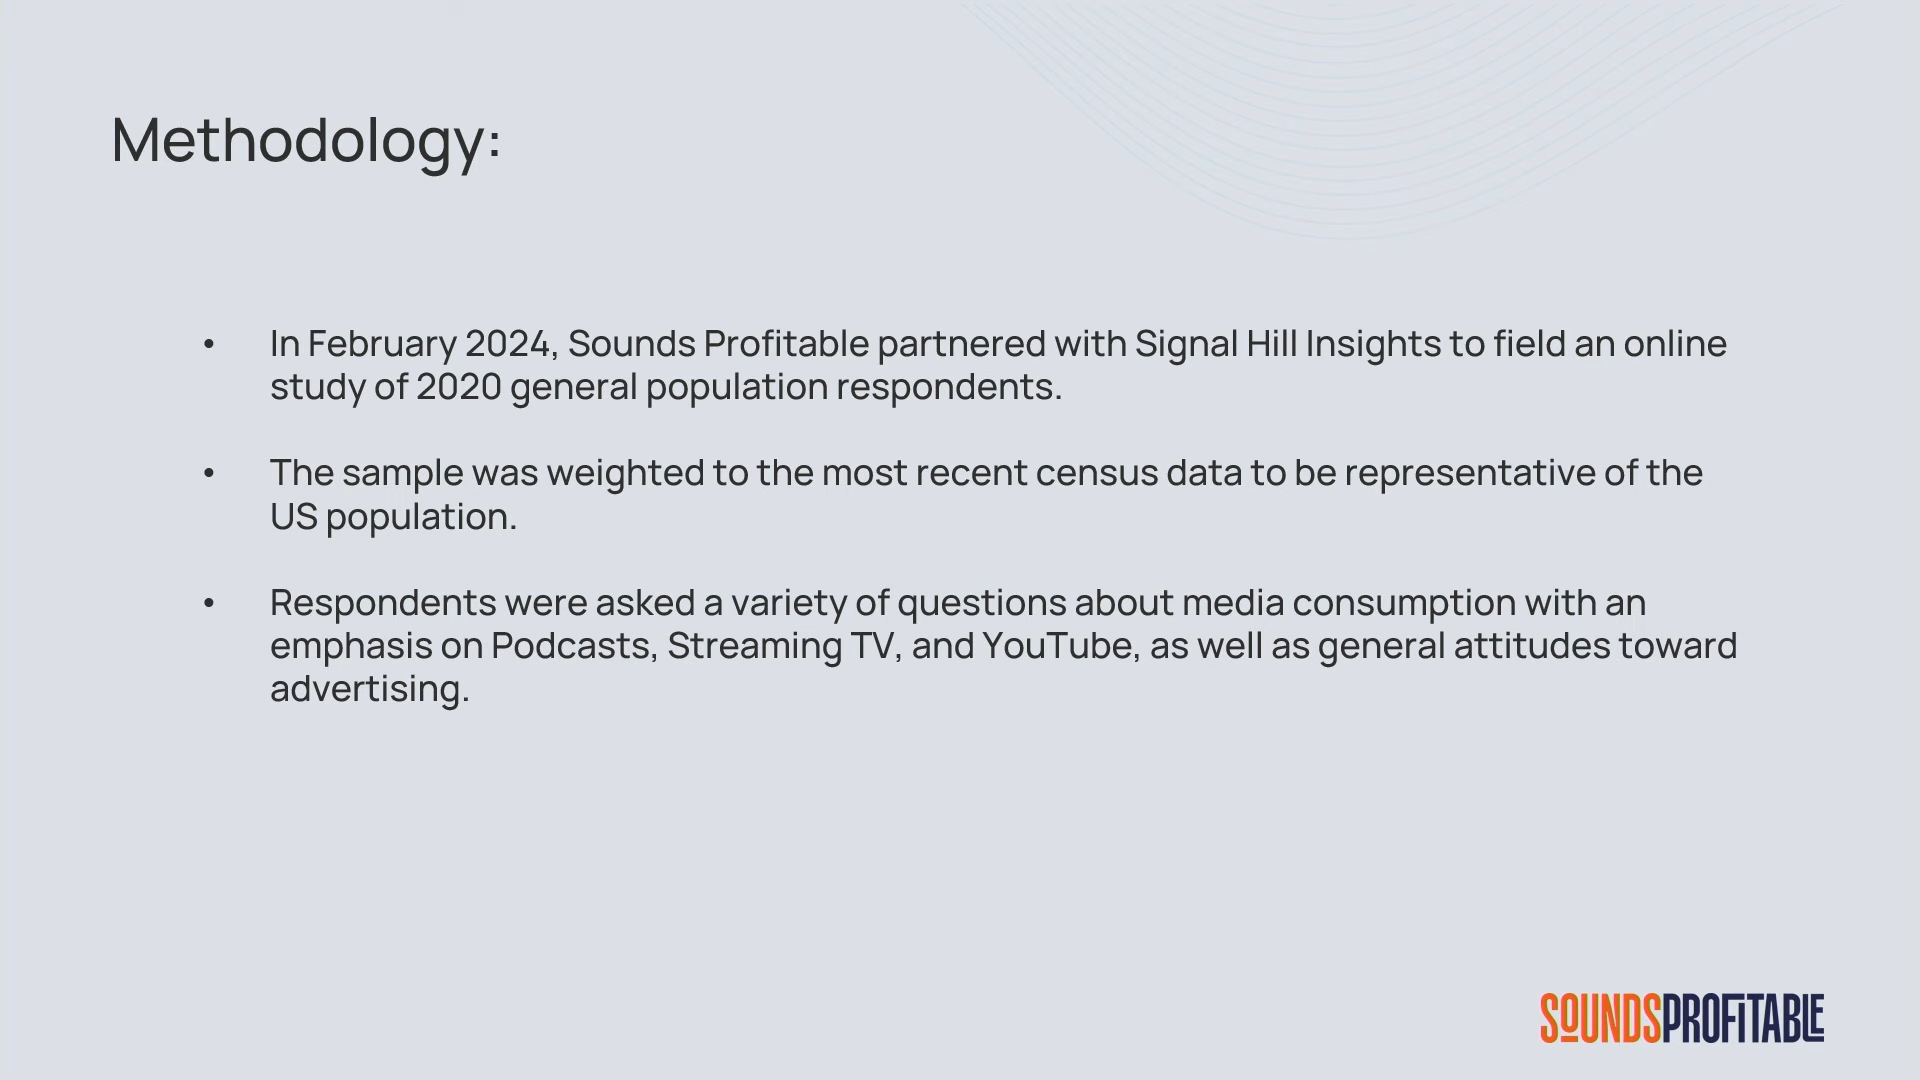 Methodology:
• In February 2024, Sounds Profitable partnered with Signal Hill Insights to field an online
study of 2020 general population respondents.
• The sample was weighted to the most recent census data to be representative of the
US population.
• Respondents were asked a variety of questions about media consumption with an
emphasis on Podcasts, Streaming TV, and YouTube, as well as general attitudes toward
advertising.
SOUNDSPROFITABLE